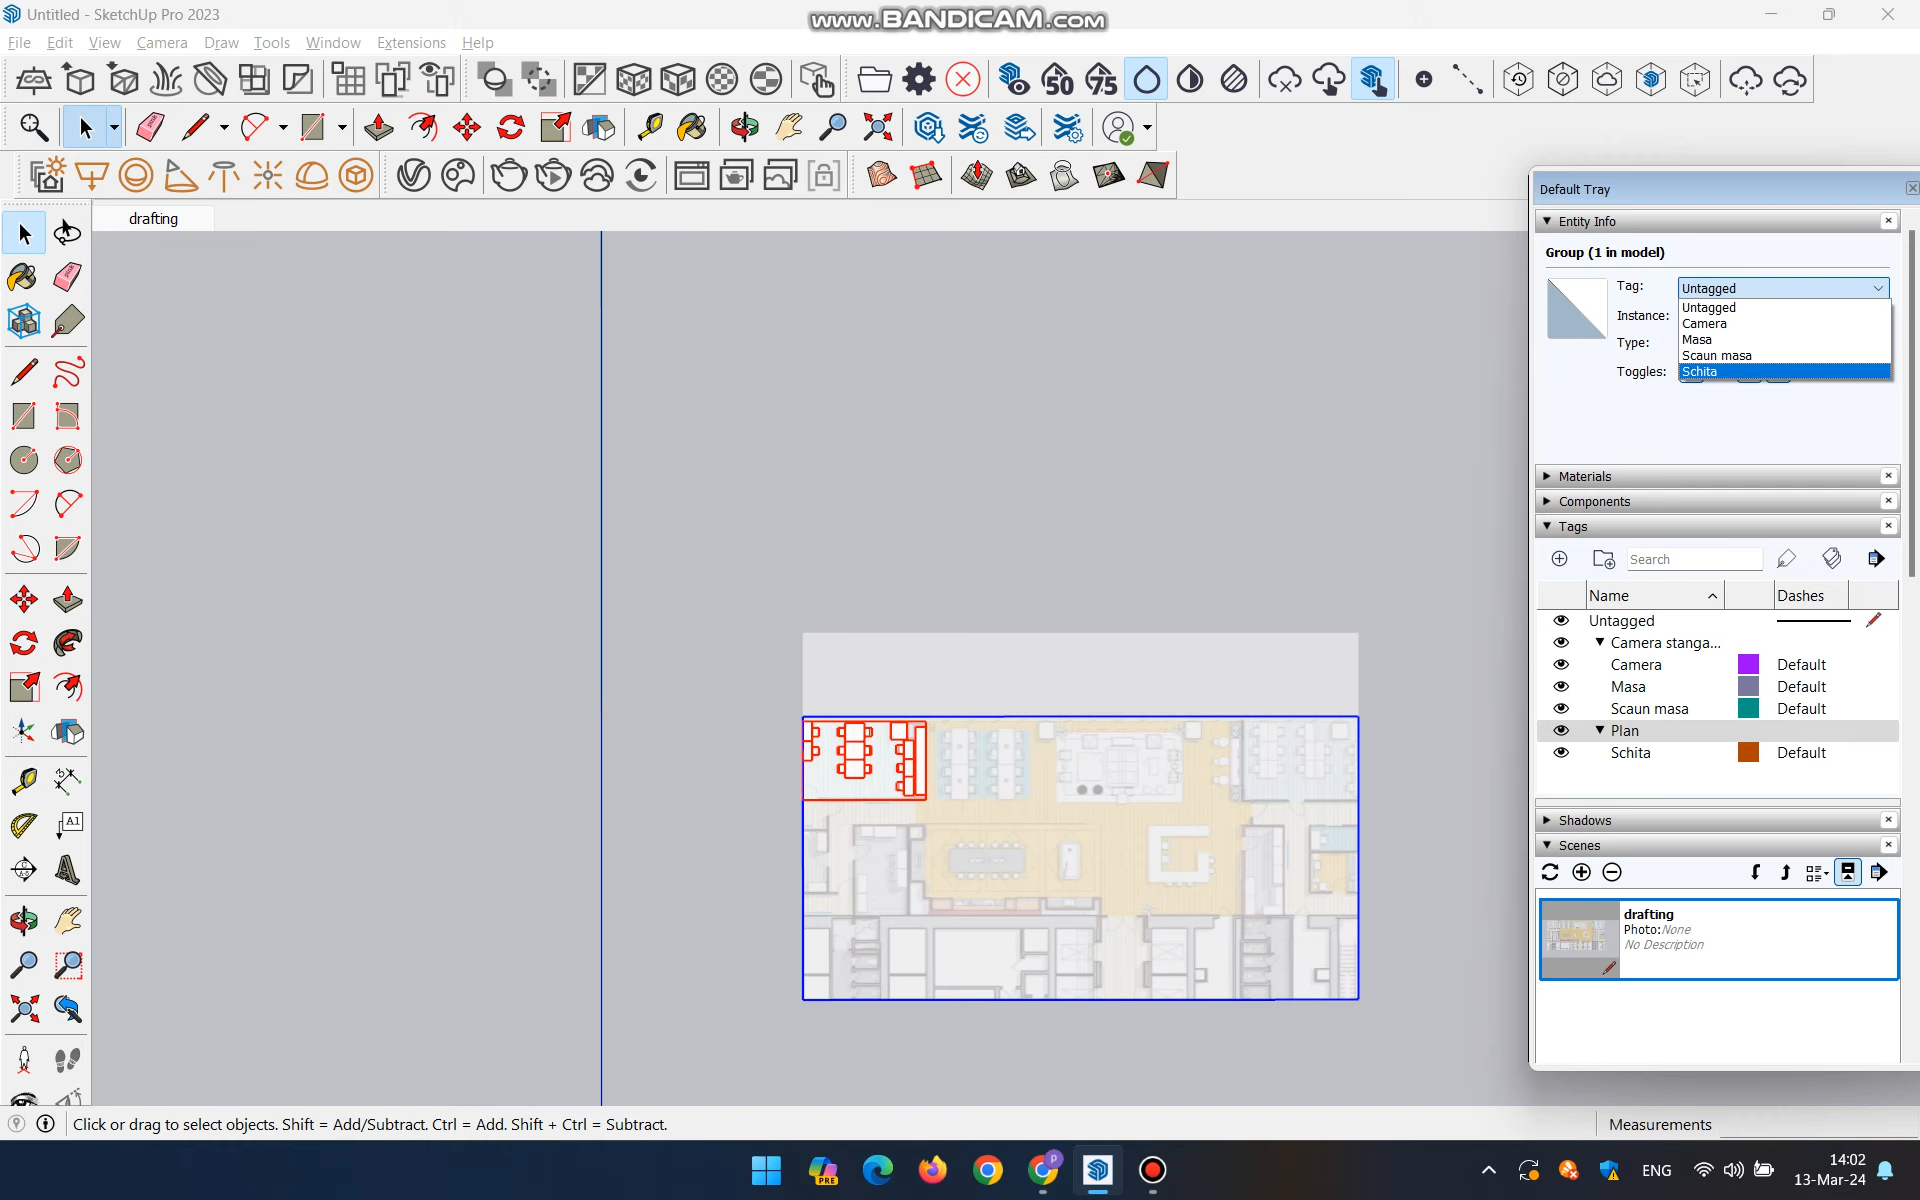 Untitled - SketchUp Pro 2023
www.BANDICAM.com
File Edit View Camera Draw Tools Window Extensions Help
50 75
Default Tray
drafting
Entity Info
Group (1 in model)
Tag: Untagged
Untagged
Instance:
Camera
Type:
Masa
Scaun masa
Toggles: Schita
Materials
Components
Tags
Search
Name Dashes
Untagged
Camera stanga...
Camera Default
Masa Default
Scaun masa Default
Plan
Schita Default
A1
Shadows
Scenes
drafting
Photo:None
No Description
Click or drag to select objects. Shift = Add/Subtract. Ctrl = Add. Shift + Ctrl = Subtract.
Measurements
PRE
P
ENG
14:02
13-Mar-24